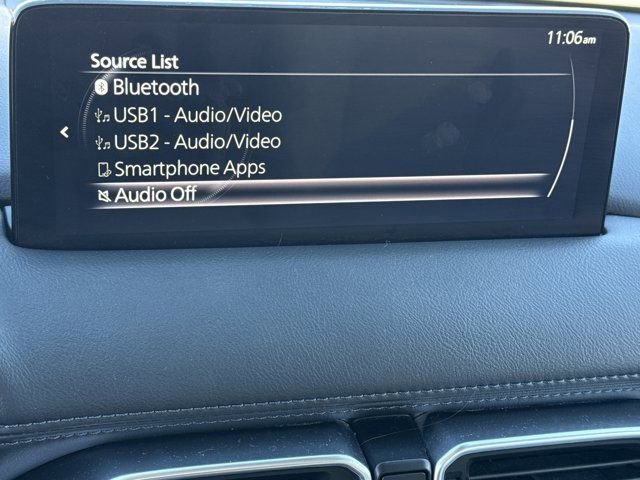 11:06am
Source List
Bluetooth
USB1 - Audio/Video
USB2 - Audio/Video
Smartphone Apps
Audio Off